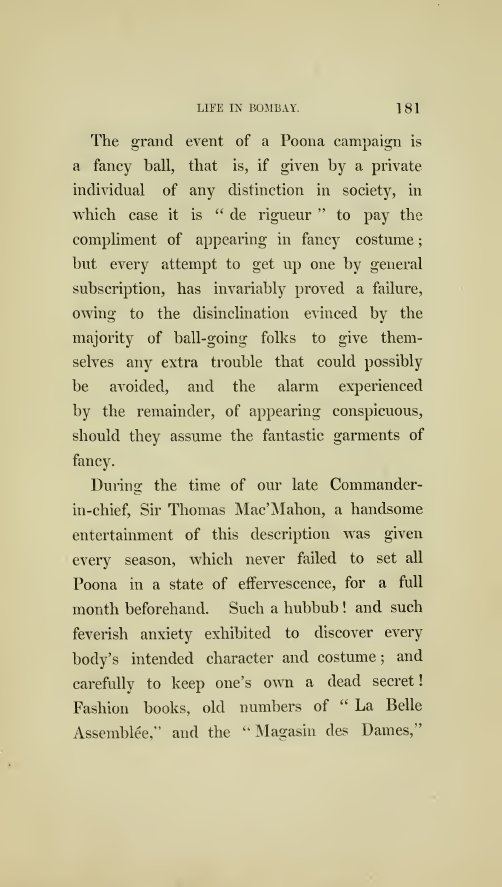 LIFE IN BOMBAY. 181
The grand event of a Poona campaign is
a fancy ball, that is, if given by a private
individual of any distinction in society, in
which case it is “ de rigueur ” to pay the
compliment of appearing in fancy costume ;
but every attempt to get up one by general
subscription, has invariably proved a failure,
owing to the disinclination evinced by the
majority of ball-going folks to give them-
selves any extra trouble that could possibly
be avoided, and the alarm experienced
by the remainder, of appearing conspicuous,
should they assume the fantastic garments of
fancy.
During the time of our late Commander-
in-chief, Sir Thomas Mac’Mahon, a handsome
entertainment of this description was given
every season, which never failed to set all
Poona in a state of effervescence, for a full
month beforehand. Such a hubbub ! and such
feverish anxiety exhibited to discover every
body’s intended character and costume ; and
carefully to keep one’s own a dead secret !
Fashion books, old numbers of “ La Belle
Assemblée,” and the “ Magasin des Dames,”